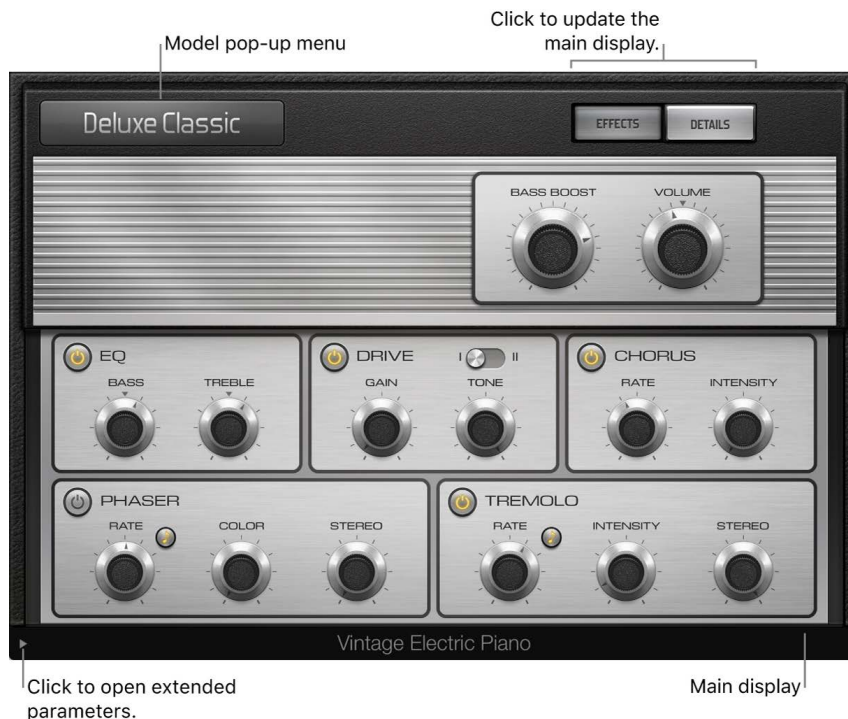 Click to update the
main display.
Model pop-up menu
Deluxe Classic
EFFECTS DETAILS
BASS BOOST VOLUME
EQ DRIVE I II CHORUS
BASS TREBLE GAIN TONE RATE INTENSITY
PHASER TREMOLO
RATE COLOR STEREO RATE INTENSITY STEREO
Vintage Electric Piano
Click to open extended
parameters.
Main display